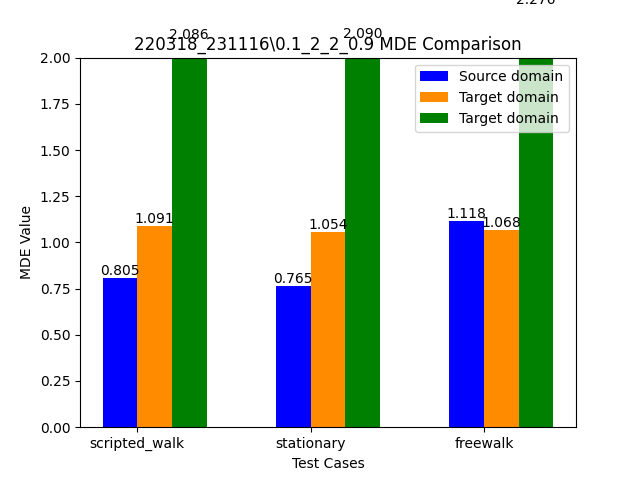 2.270
2.086
2.090
220318_231116\0.1_2_2_0.9 MDE Comparison
2.00
1.75
1.50
1.25
1.00
0.75
0.50
0.25
0.00
MDE Value
Source domain
Target domain
Target domain
0.805
1.091
0.765
1.054
1.118
1.068
scripted_walk
stationary
freewalk
Test Cases